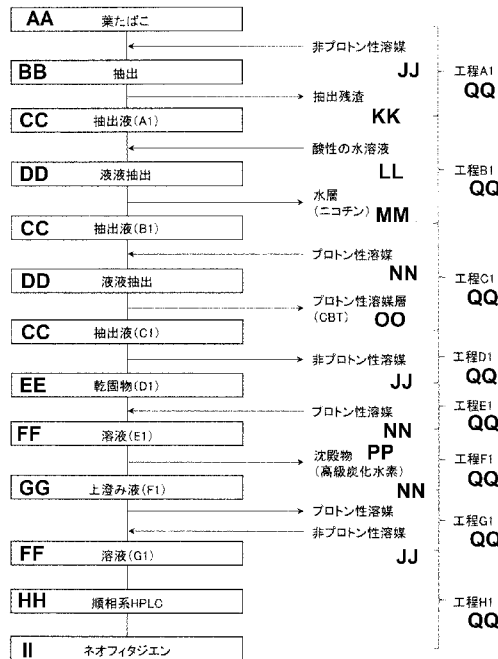 AA 葉たばこ
非プロトン性溶媒
JJ
工程A1
QQ
BB 抽出
抽出残渣
KK
CC 抽出液(A1)
酸性の水溶液
LL
工程B1
QQ
DD 液液抽出
水層
(ニコチン) MM
CC 抽出液(B1)
プロトン性溶媒
NN
工程C1
QQ
DD 液液抽出
プロトン性溶媒層
(CBT) OO
CC 抽出液(C1)
非プロトン性溶媒
JJ
工程D1
QQ
EE 乾固物(D1)
プロトン性溶媒
NN
工程E1
QQ
FF 溶液(E1)
沈殿物 PP
(高級炭化水素)
NN
工程F1
QQ
GG 上澄み液(F1)
プロトン性溶媒
工程G1
QQ
非プロトン性溶媒
JJ
FF 溶液(G1)
HH 順相系HPLC
工程H1
QQ
II ネオフィタジエン